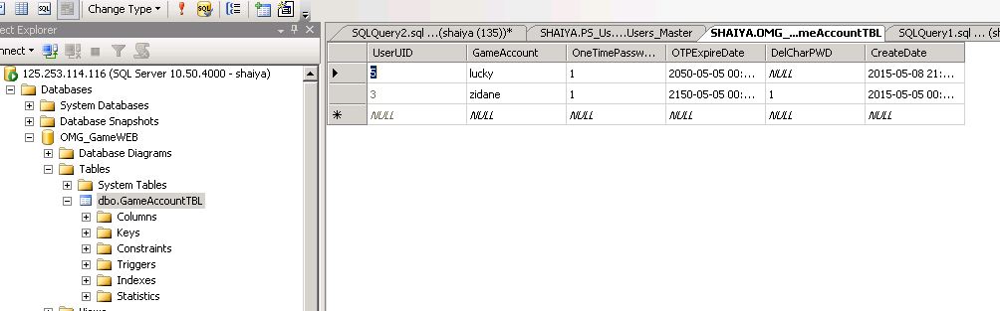 Change Type
SQLQuery2.sql ...(shaiya (135))*
SHAIYA.PS_Us....Users_Master
SHAIYA.OMG_...meAccountTBL
SQLQuery1.sql ...(sh
ect Explorer
nnect
UserUID GameAccount OneTimePassw... OTPExpireDate DelCharPWD CreateDate
5 lucky 1 2050-05-05 00:... NULL 2015-05-08 21:...
3 zidane 1 2150-05-05 00:... 1 2015-05-05 00:...
NULL NULL NULL NULL NULL NULL
125.253.114.116 (SQL Server 10.50.4000 - shaiya)
Databases
System Databases
Database Snapshots
OMG_GameWEB
Database Diagrams
Tables
System Tables
dbo.GameAccountTBL
Columns
Keys
Constraints
Triggers
Indexes
Statistics